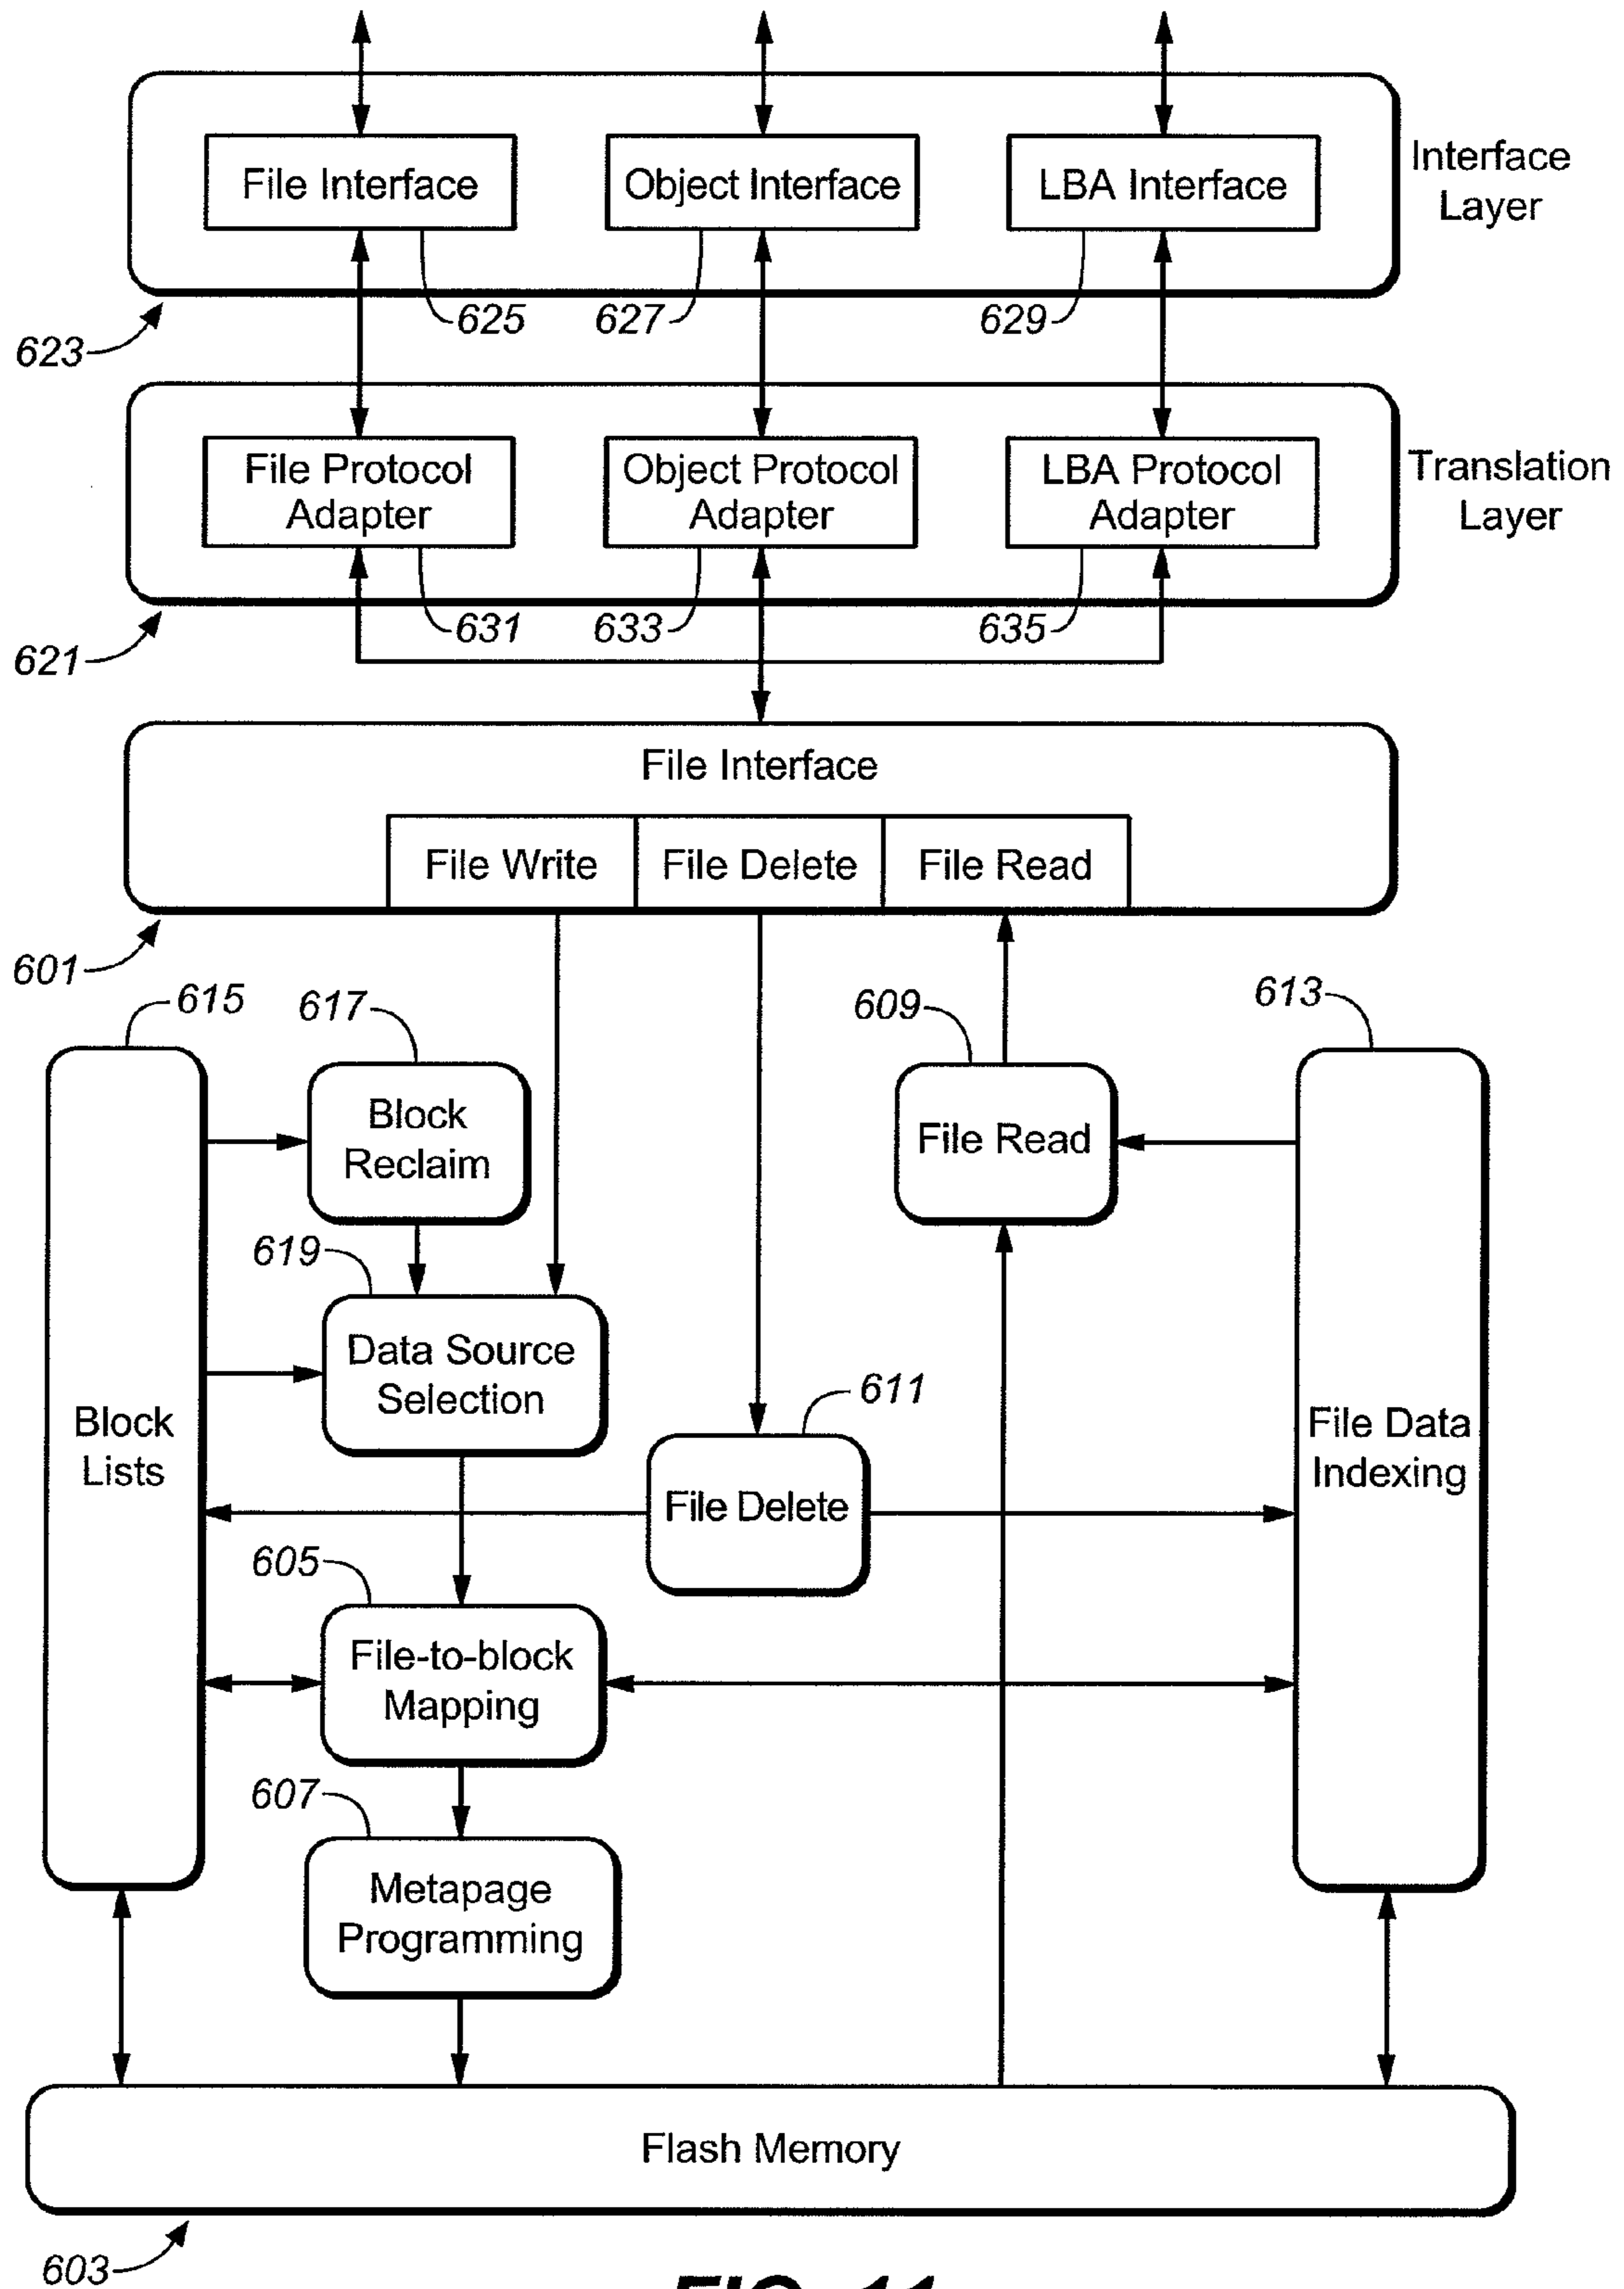 File Interface
Object Interface
LBA Interface
Interface
Layer
625
627
629
623
File Protocol
Adapter
Object Protocol
Adapter
LBA Protocol
Adapter
Translation
Layer
631
633
635
621
File Interface
File Write
File Delete
File Read
601
615
617
609
613
Block
Reclaim
File Read
619
Data Source
Selection
611
Block
Lists
File Delete
File Data
Indexing
605
File-to-block
Mapping
607
Metapage
Programming
Flash Memory
603